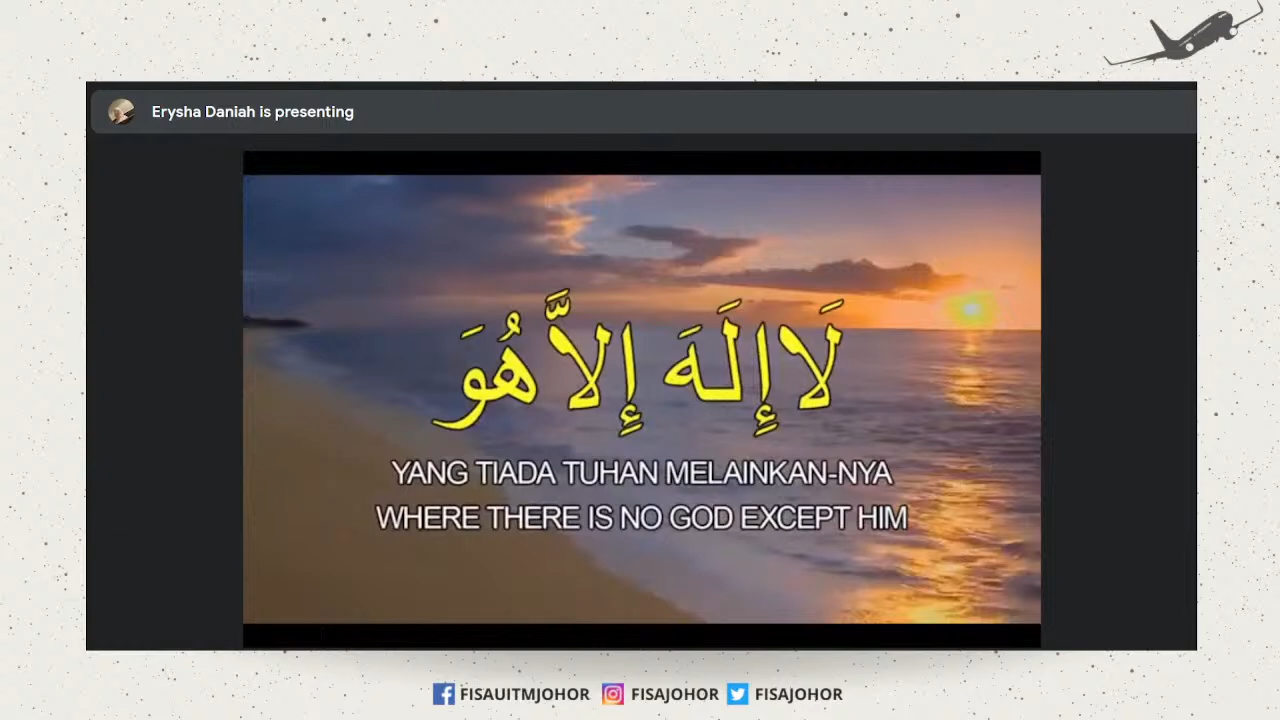 Erysha Daniah is presenting
لَا إِلَهَ إِلاَّ هُوَ
YANG TIADA TUHAN MELAINKAN-NYA
WHERE THERE IS NO GOD EXCEPT HIM
FISAUITMJOHOR FISAJOHOR FISAJOHOR